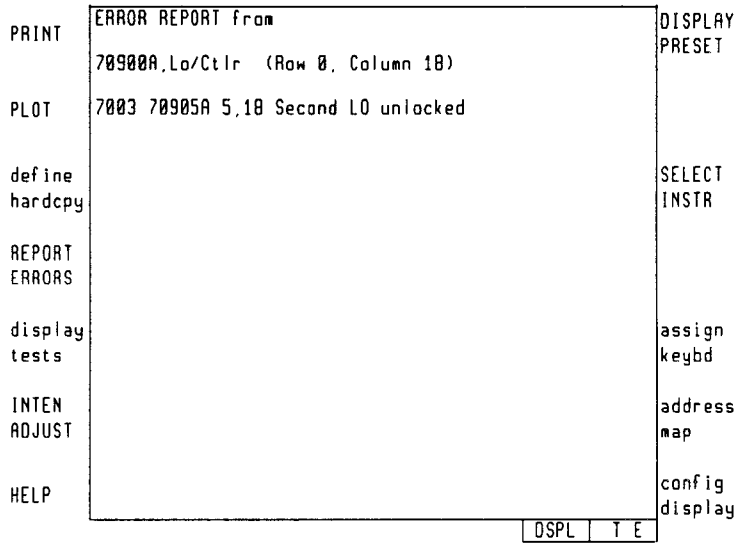 PRINT
PLOT
define
hardcpy
REPORT
ERRORS
display
tests
INTEN
ADJUST
HELP
ERROR REPORT from
70900A,Lo/Ctlr (Row 0, Column 18)
7003 70905A 5,18 Second LO unlocked
DISPLAY
PRESET
SELECT
INSTR
assign
keybd
address
map
config
display
DSPL T E